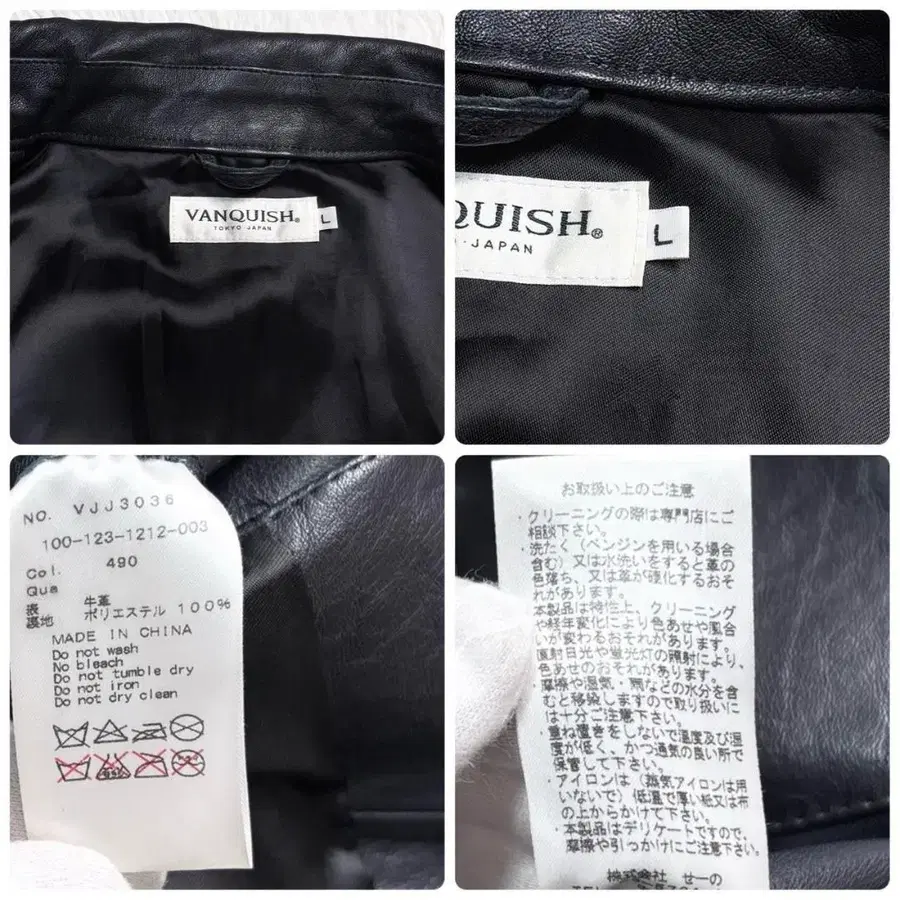 VANQUISH®
TOKYO JAPAN
L
QUISH®
JAPAN
L
NO. VJJ3036
100-123-1212-003
Col. 490
Qua
表 牛革
裏地 ポリエステル 100%
MADE IN CHINA
Do not wash
No bleach
Do not tumble dry
Do not iron
Do not dry clean
お取扱い上のご注意
・クリーニングの際は専門店にご
相談下さい。
・洗たく（ベンジンを用いる場合
含む）又は水洗いをすると革の
色落ち、又は革が硬化するおそ
れがあります。
・本製品は特性上、クリーニング
や経年変化により色あせや風合
いが変わるおそれがあります。
直射日光や蛍光灯の照射により、
色あせのおそれがあります。
・摩擦や湿気、雨などの水分を含
むと移染しますので取り扱いに
は十分ご注意下さい。
・重ね置きをしないで温度及び湿
度が低く、かつ通気の良い所で
保管して下さい。
・アイロンは（蒸気アイロンは用
いないで）低温で厚い紙又は布
の上からかけて下さい。
・本製品はデリケートですので、
摩擦や引っかけにご注意下さい。
株式会社 せーの